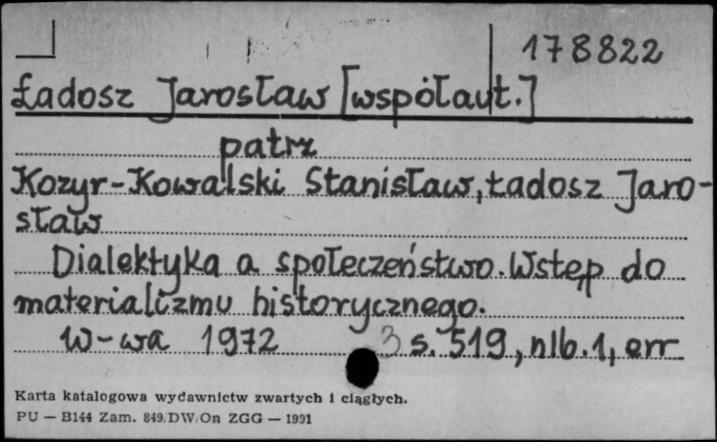 178822
Ładosz Jarosław [współaut.]
patrz
Kozyr-Kowalski Stanisław, Ładosz Jaro-
sław
Dialektyka a społeczeństwo. Wstęp do
materializmu historycznego.
W-wa 1972 3 s. 519, nlb. 1, err
Karta katalogowa wydawnictw zwartych i ciągłych.
PU — B144 Zam. 849/DW/On ZGG — 1991